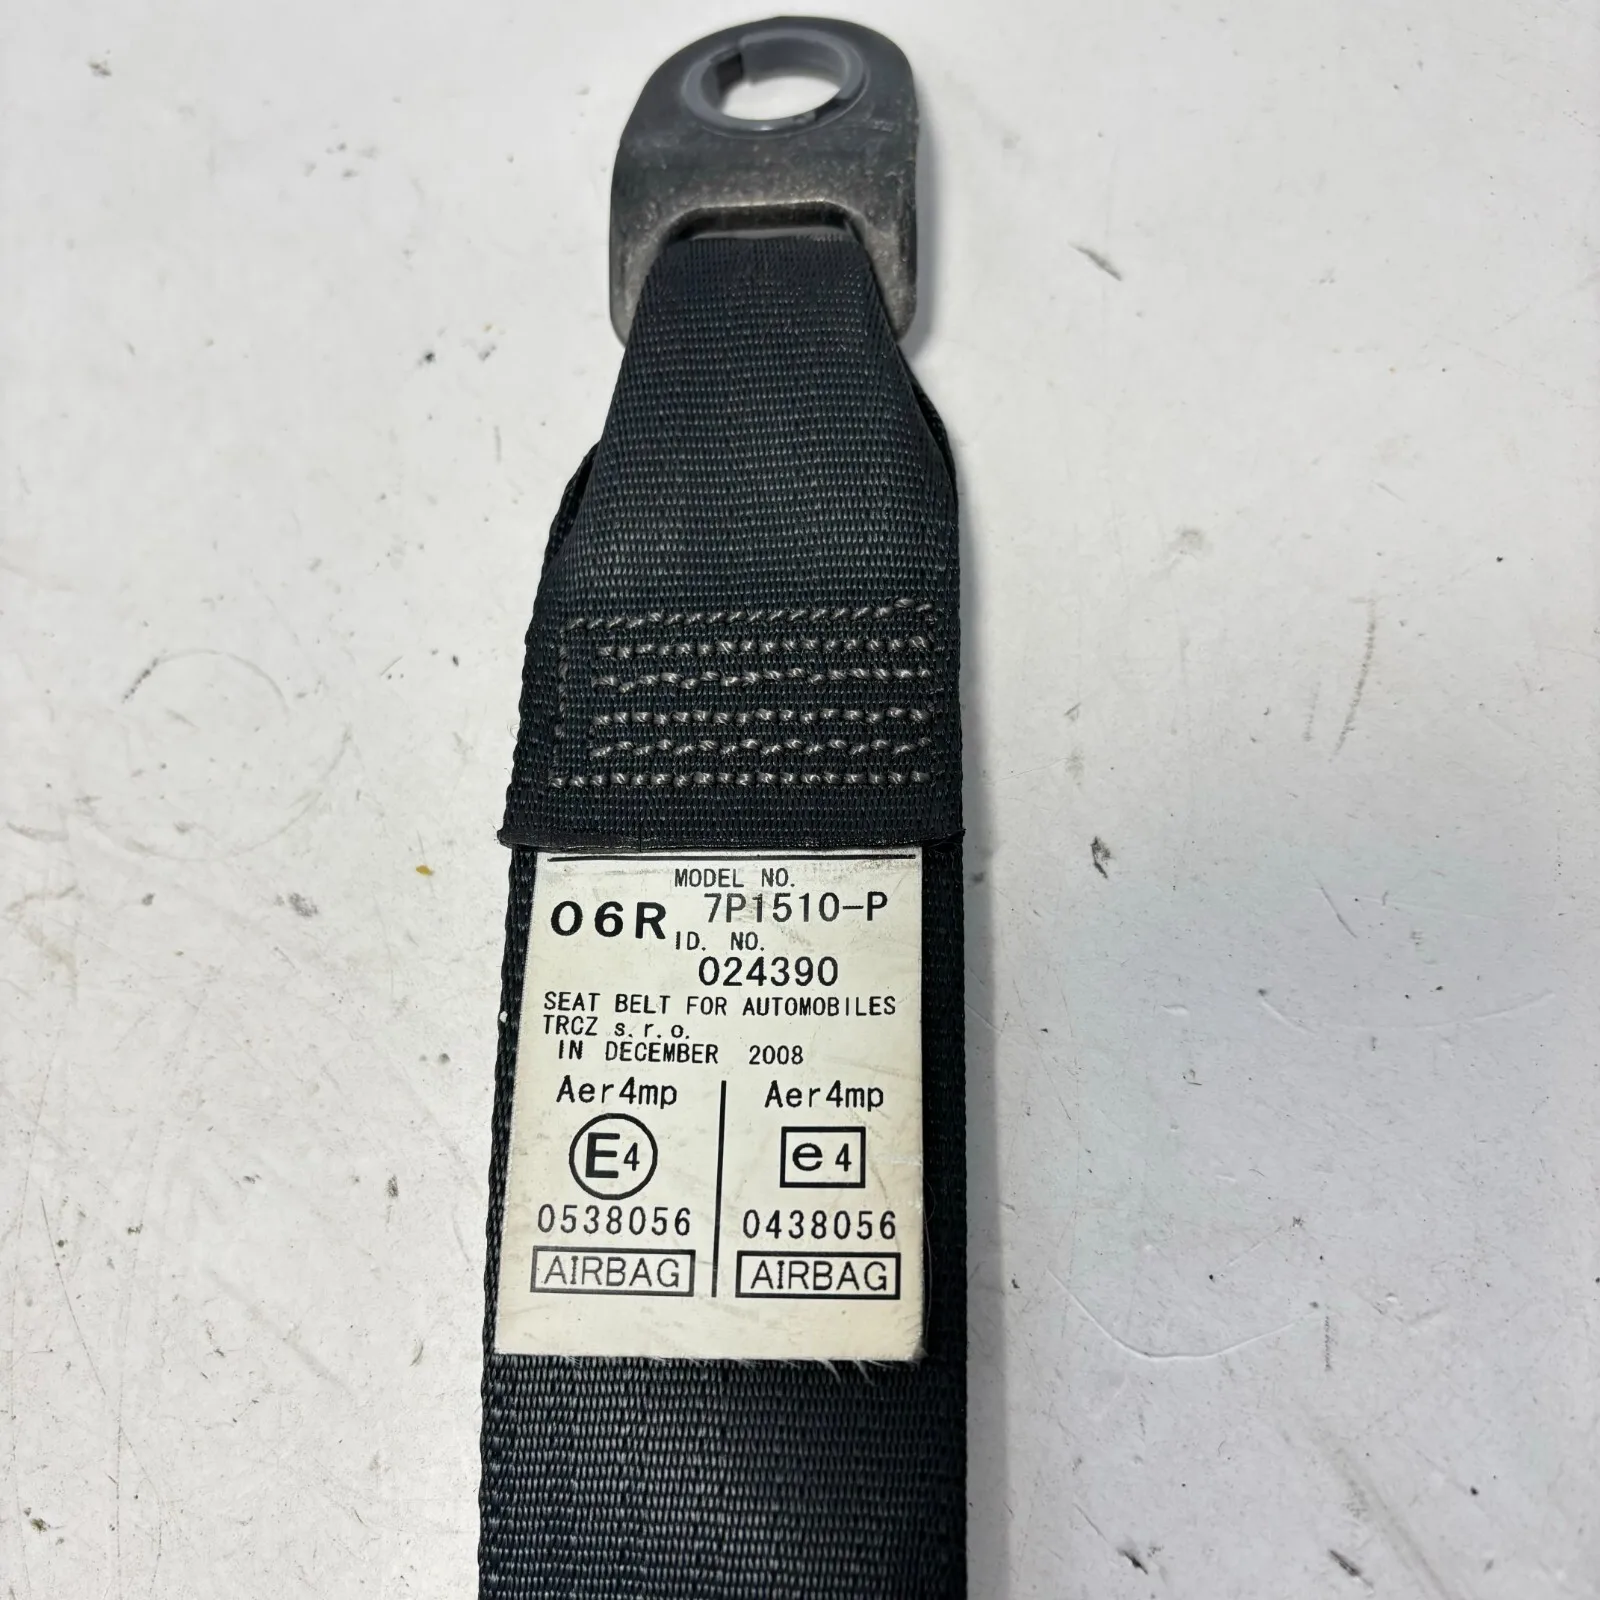 MODEL NO.
06R 7P1510-P
ID. NO.
024390
SEAT BELT FOR AUTOMOBILES
TRCZ s.r.o.
IN DECEMBER 2008
Aer4mp Aer4mp
E4 e4
0538056 0438056
AIRBAG AIRBAG